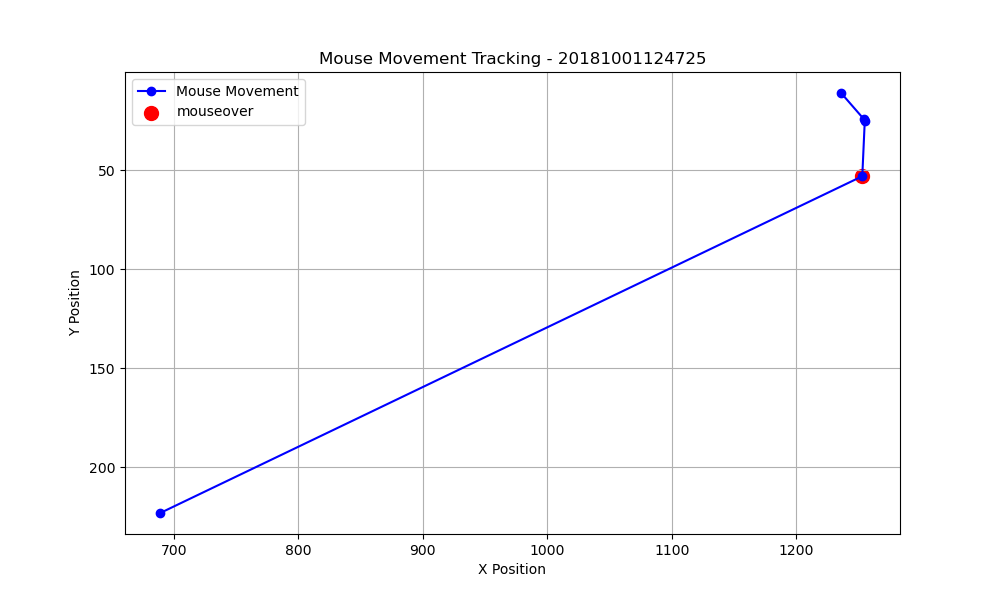 Mouse Movement Tracking - 20181001124725
Mouse Movement
mouseover
50
100
150
200
Y Position
700 800 900 1000 1100 1200
X Position